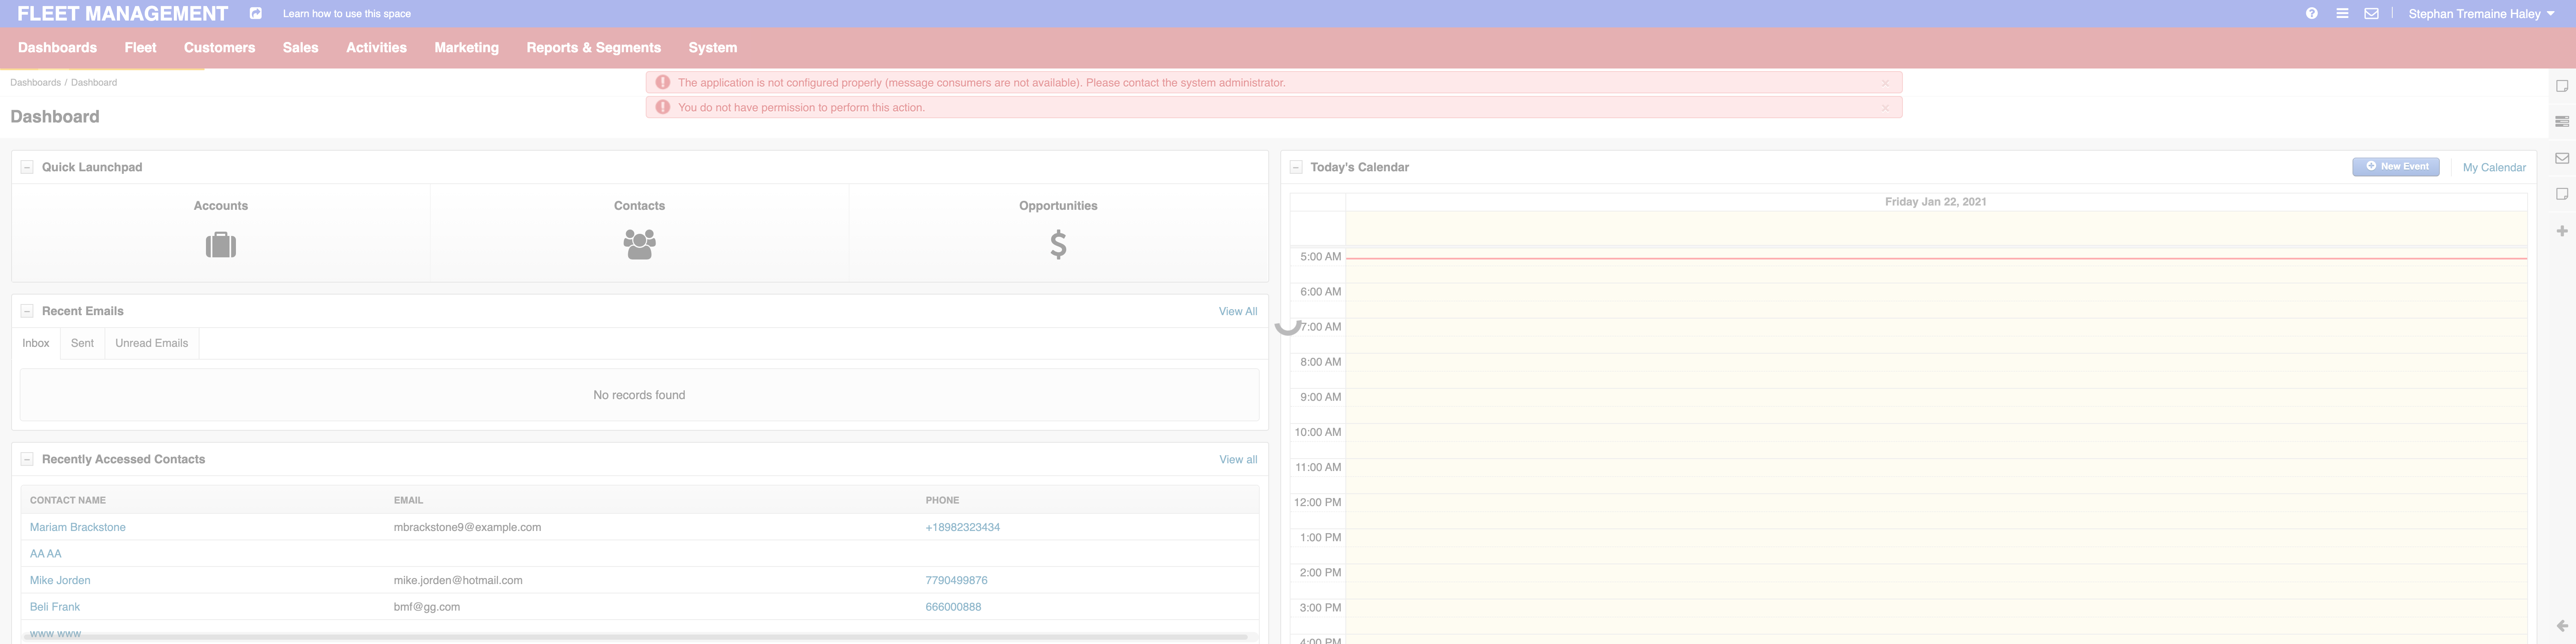 FLEET MANAGEMENT Learn how to use this space Stephan Tremaine Haley
Dashboards Fleet Customers Sales Activities Marketing Reports & Segments System
Dashboards / Dashboard
The application is not configured properly (message consumers are not available). Please contact the system administrator. ×
You do not have permission to perform this action. ×
Dashboard
Quick Launchpad
Accounts Contacts Opportunities
Recent Emails View All
Inbox Sent Unread Emails
No records found
Recently Accessed Contacts View all
CONTACT NAME EMAIL PHONE
Mariam Brackstone mbrackstone9@example.com +18982323434
AA AA
Mike Jorden mike.jorden@hotmail.com 7790499876
Beli Frank bmf@gg.com 666000888
www www
Today's Calendar New Event My Calendar
Friday Jan 22, 2021
5:00 AM
6:00 AM
7:00 AM
8:00 AM
9:00 AM
10:00 AM
11:00 AM
12:00 PM
1:00 PM
2:00 PM
3:00 PM
4:00 PM